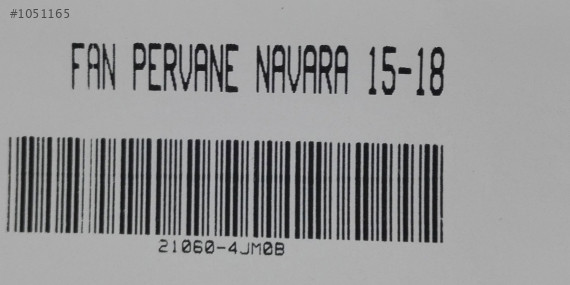 #1051165
FAN PERVANE NAVARA 15-18
21060-4JM0B